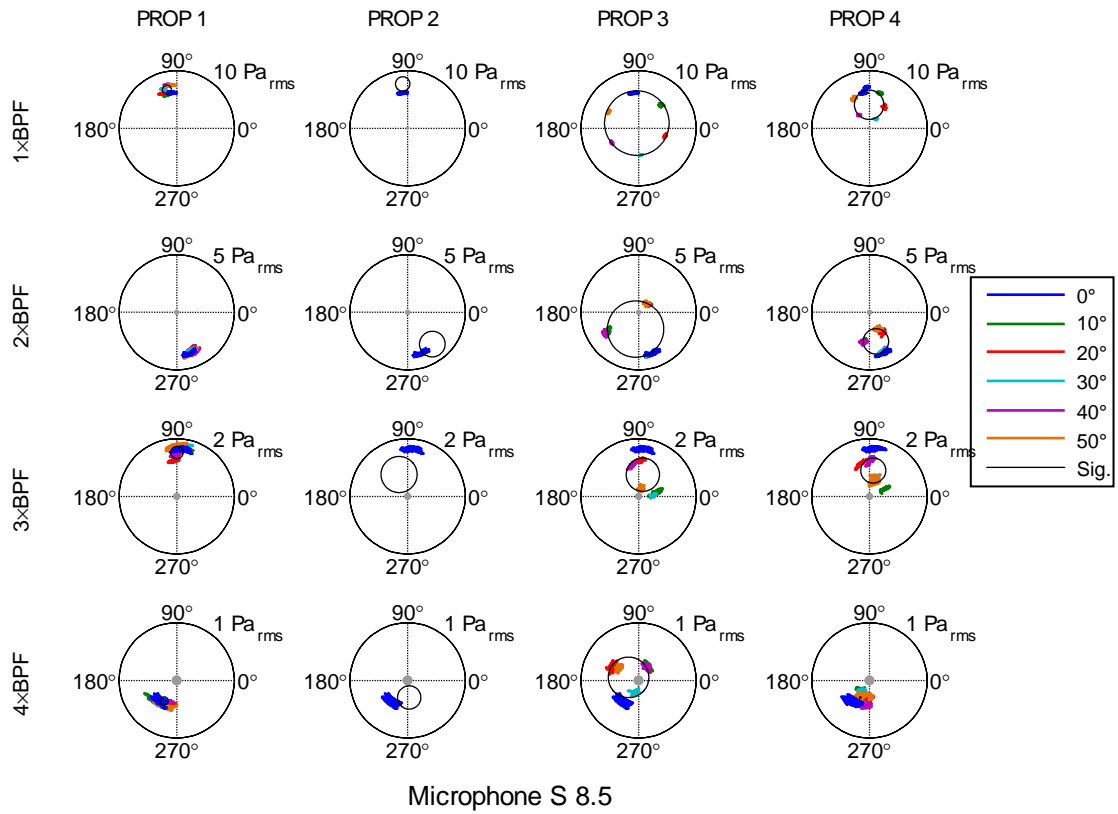 PROP 1 PROP 2 PROP 3 PROP 4
90° 10 Pa rms 90° 10 Pa rms 90° 10 Pa rms 90° 10 Pa rms
1×BPF 180° 0° 180° 0° 180° 0° 180° 0°
270° 270° 270° 270°
90° 5 Pa rms 90° 5 Pa rms 90° 5 Pa rms 90° 5 Pa rms
2×BPF 180° 0° 180° 0° 180° 0° 180° 0°
270° 270° 270° 270°
90° 2 Pa rms 90° 2 Pa rms 90° 2 Pa rms 90° 2 Pa rms
3×BPF 180° 0° 180° 0° 180° 0° 180° 0°
270° 270° 270° 270°
90° 1 Pa rms 90° 1 Pa rms 90° 1 Pa rms 90° 1 Pa rms
4×BPF 180° 0° 180° 0° 180° 0° 180° 0°
270° 270° 270° 270°
0°
10°
20°
30°
40°
50°
Sig.
Microphone S 8.5